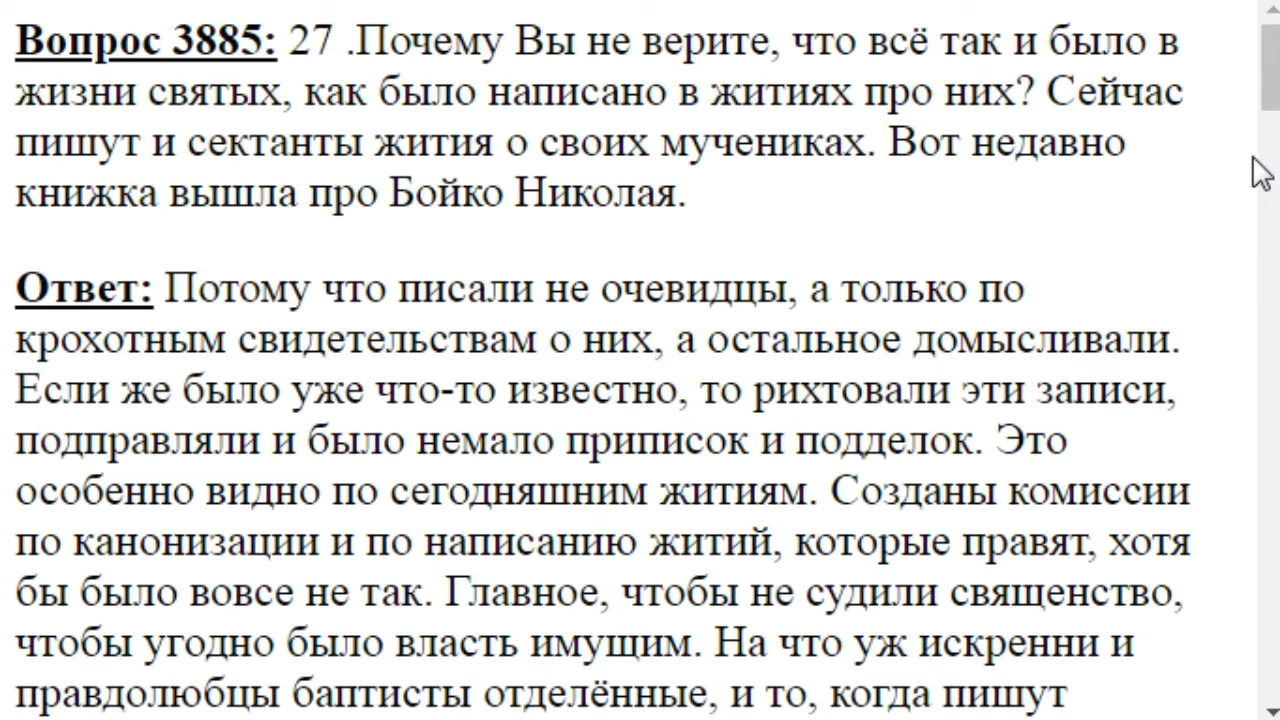 Вопрос 3885: 27 .Почему Вы не верите, что всё так и было в
жизни святых, как было написано в житиях про них? Сейчас
пишут и сектанты жития о своих мучениках. Вот недавно
книжка вышла про Бойко Николая.
Ответ: Потому что писали не очевидцы, а только по
крохотным свидетельствам о них, а остальное домысливали.
Если же было уже что-то известно, то рихтовали эти записи,
подправляли и было немало приписок и подделок. Это
особенно видно по сегодняшним житиям. Созданы комиссии
по канонизации и по написанию житий, которые правят, хотя
бы было вовсе не так. Главное, чтобы не судили священство,
чтобы угодно было власть имущим. На что уж искренни и
правдолюбцы баптисты отделённые, и то, когда пишут